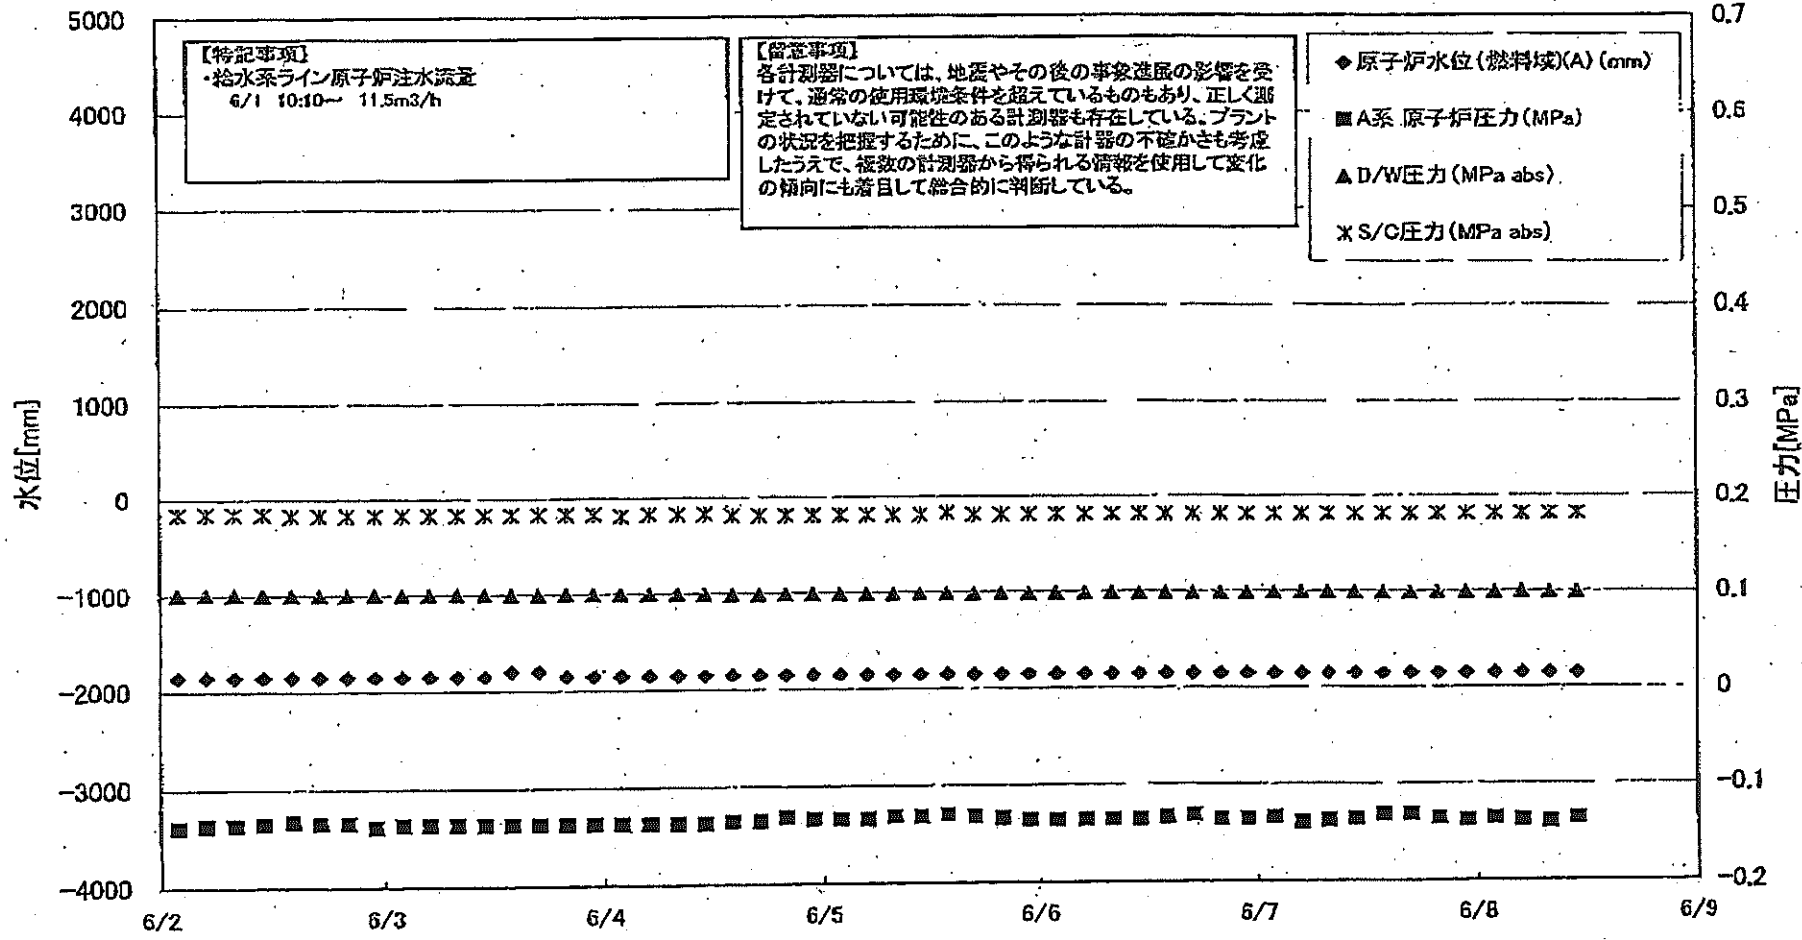 【特記事項】
・給水系ライン原子炉注水流量
6/1 10:10～ 11.5m3/h
【留意事項】
各計測器については、地震やその後の事象進展の影響を受
けて、通常の使用環境条件を超えているものもあり、正しく測
定されていない可能性のある計測器も存在している。プラント
の状況を把握するために、このような計器の不確かさも考慮
したうえで、複数の計測器から得られる情報を使用して変化
の傾向にも着目して総合的に判断している。
原子炉水位(燃料域)(A)(mm)
A系 原子炉圧力(MPa)
D/W圧力(MPa abs)
S/C圧力(MPa abs)
水位[mm]
5000
4000
3000
2000
1000
0
-1000
-2000
-3000
-4000
圧力[MPa]
0.7
0.6
0.5
0.4
0.3
0.2
0.1
0
-0.1
-0.2
6/2 6/3 6/4 6/5 6/6 6/7 6/8 6/9